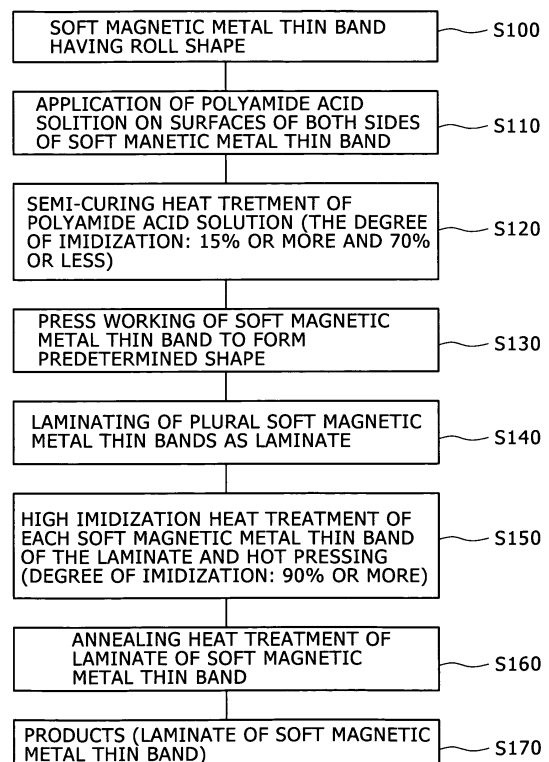 SOFT MAGNETIC METAL THIN BAND
HAVING ROLL SHAPE
S100
APPLICATION OF POLYAMIDE ACID
SOLITION ON SURFACES OF BOTH SIDES
OF SOFT MANETIC METAL THIN BAND
S110
SEMI-CURING HEAT TRETMENT OF
POLYAMIDE ACID SOLUTION (THE DEGREE
OF IMIDIZATION: 15% OR MORE AND 70%
OR LESS)
S120
PRESS WORKING OF SOFT MAGNETIC
METAL THIN BAND TO FORM
PREDETERMINED SHAPE
S130
LAMINATING OF PLURAL SOFT MAGNETIC
METAL THIN BANDS AS LAMINATE
S140
HIGH IMIDIZATION HEAT TREATMENT OF
EACH SOFT MAGNETIC METAL THIN BAND
OF THE LAMINATE AND HOT PRESSING
(DEGREE OF IMIDIZATION: 90% OR MORE)
S150
ANNEALING HEAT TREATMENT OF
LAMINATE OF SOFT MAGNETIC
METAL THIN BAND
S160
PRODUCTS (LAMINATE OF SOFT MAGNETIC
METAL THIN BAND)
S170